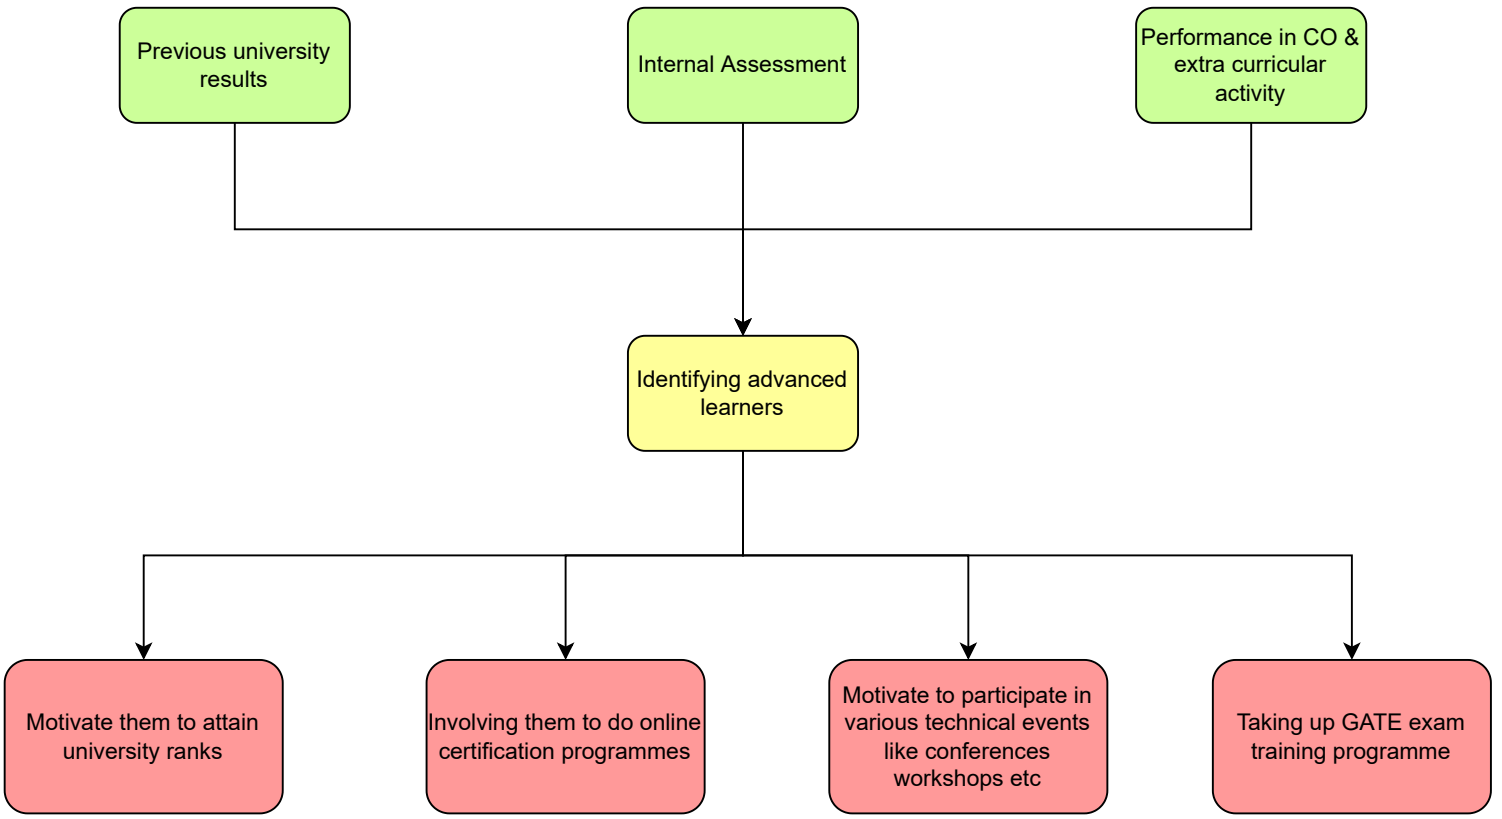 Previous university
results
Internal Assessment
Performance in CO &
extra curricular
activity
Identifying advanced
learners
Motivate them to attain
university ranks
Involving them to do online
certification programmes
Motivate to participate in
various technical events
like conferences
workshops etc
Taking up GATE exam
training programme